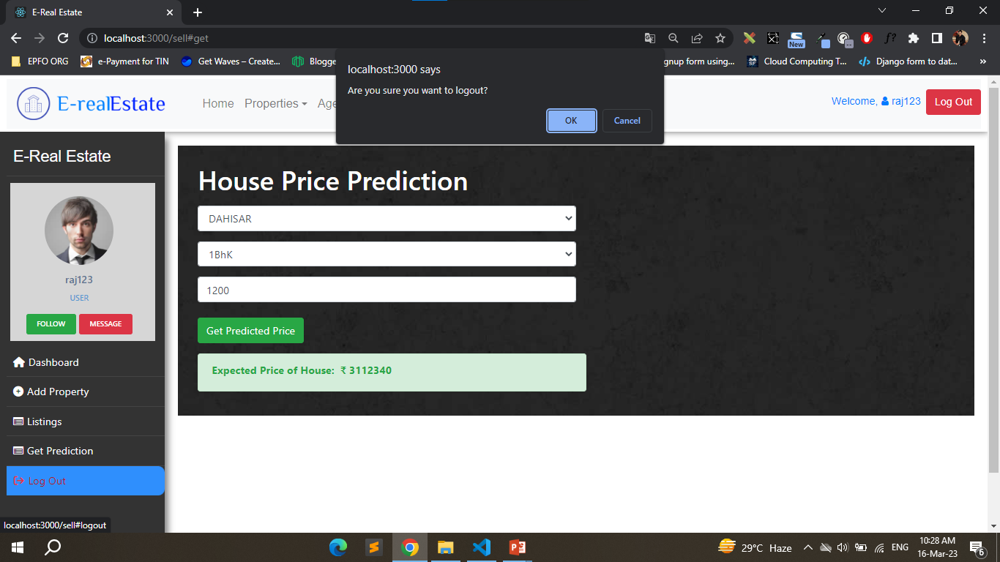 E-Real Estate
localhost:3000/sell#get
New
f?
EPFO ORG
e-Payment for TIN
Get Waves – Create...
Blogge
gnup form using...
SF
Cloud Computing T...
Django form to dat...
»
localhost:3000 says
Are you sure you want to logout?
OK
Cancel
E-realEstate
Home
Properties
Age
Welcome, raj123
Log Out
E-Real Estate
raj123
USER
FOLLOW
MESSAGE
Dashboard
Add Property
Listings
Get Prediction
Log Out
House Price Prediction
DAHISAR
1BhK
1200
Get Predicted Price
Expected Price of House: ₹ 3112340
localhost:3000/sell#logout
29°C Haze
ENG
10:28 AM
16-Mar-23
6